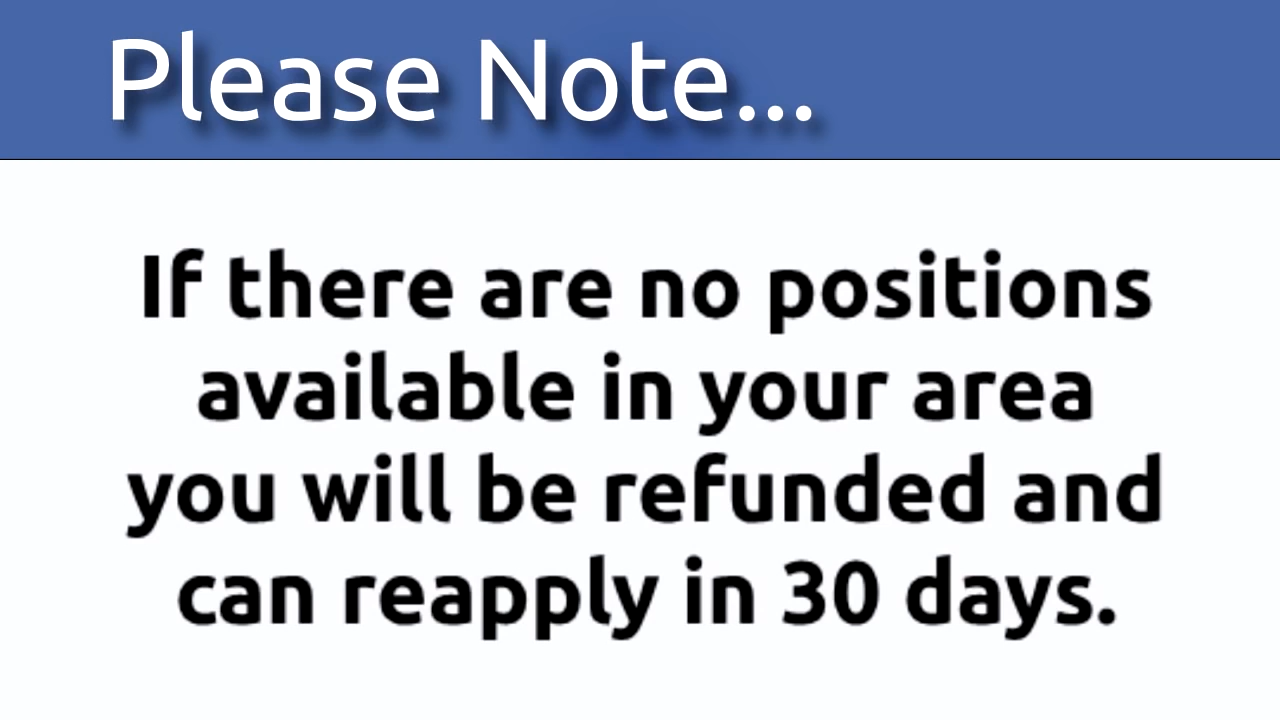 Please Note...
If there are no positions
available in your area
you will be refunded and
can reapply in 30 days.